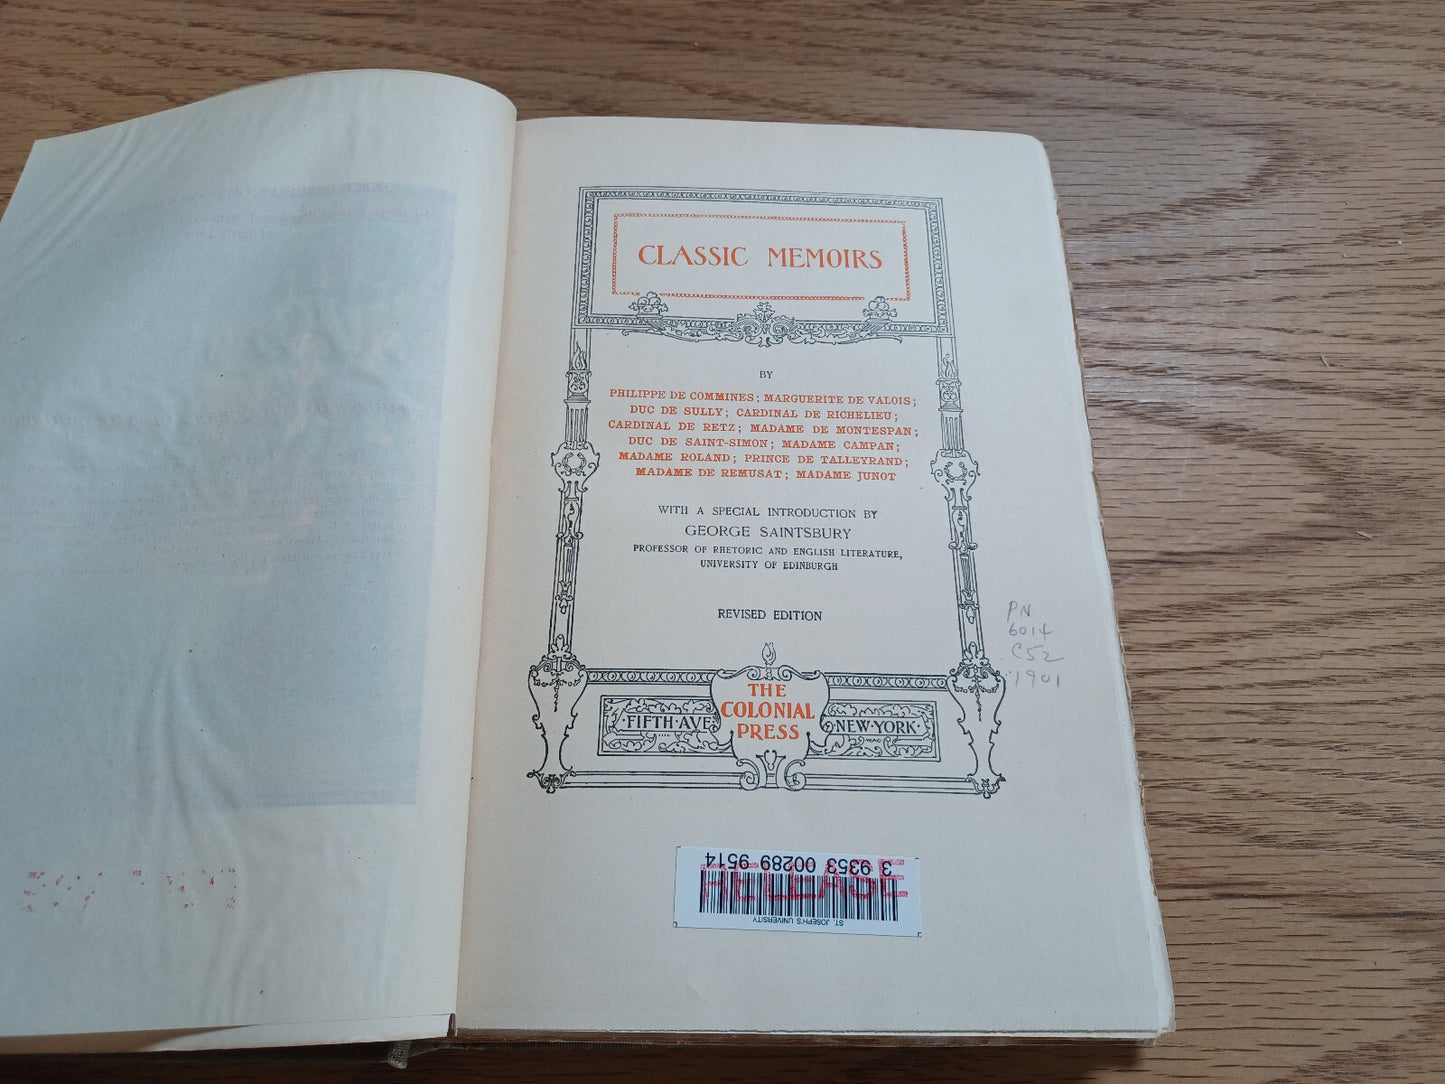 CLASSIC MEMOIRS
BY
PHILIPPE DE COMMINES; MARGUERITE DE VALOIS;
DUC DE SULLY; CARDINAL DE RICHELIEU;
CARDINAL DE RETZ; MADAME DE MONTESPAN;
DUC DE SAINT-SIMON; MADAME CAMPAN;
MADAME ROLAND; PRINCE DE TALLEYRAND;
MADAME DE REMUSAT; MADAME JUNOT
WITH A SPECIAL INTRODUCTION BY
GEORGE SAINTSBURY
PROFESSOR OF RHETORIC AND ENGLISH LITERATURE,
UNIVERSITY OF EDINBURGH
REVISED EDITION
PN
6014
C52
1901
THE
COLONIAL
PRESS
·FIFTH·AVE
NEW·YORK·
3 9353 00289 9514
RELEASE
ST. JOSEPH'S UNIVERSITY